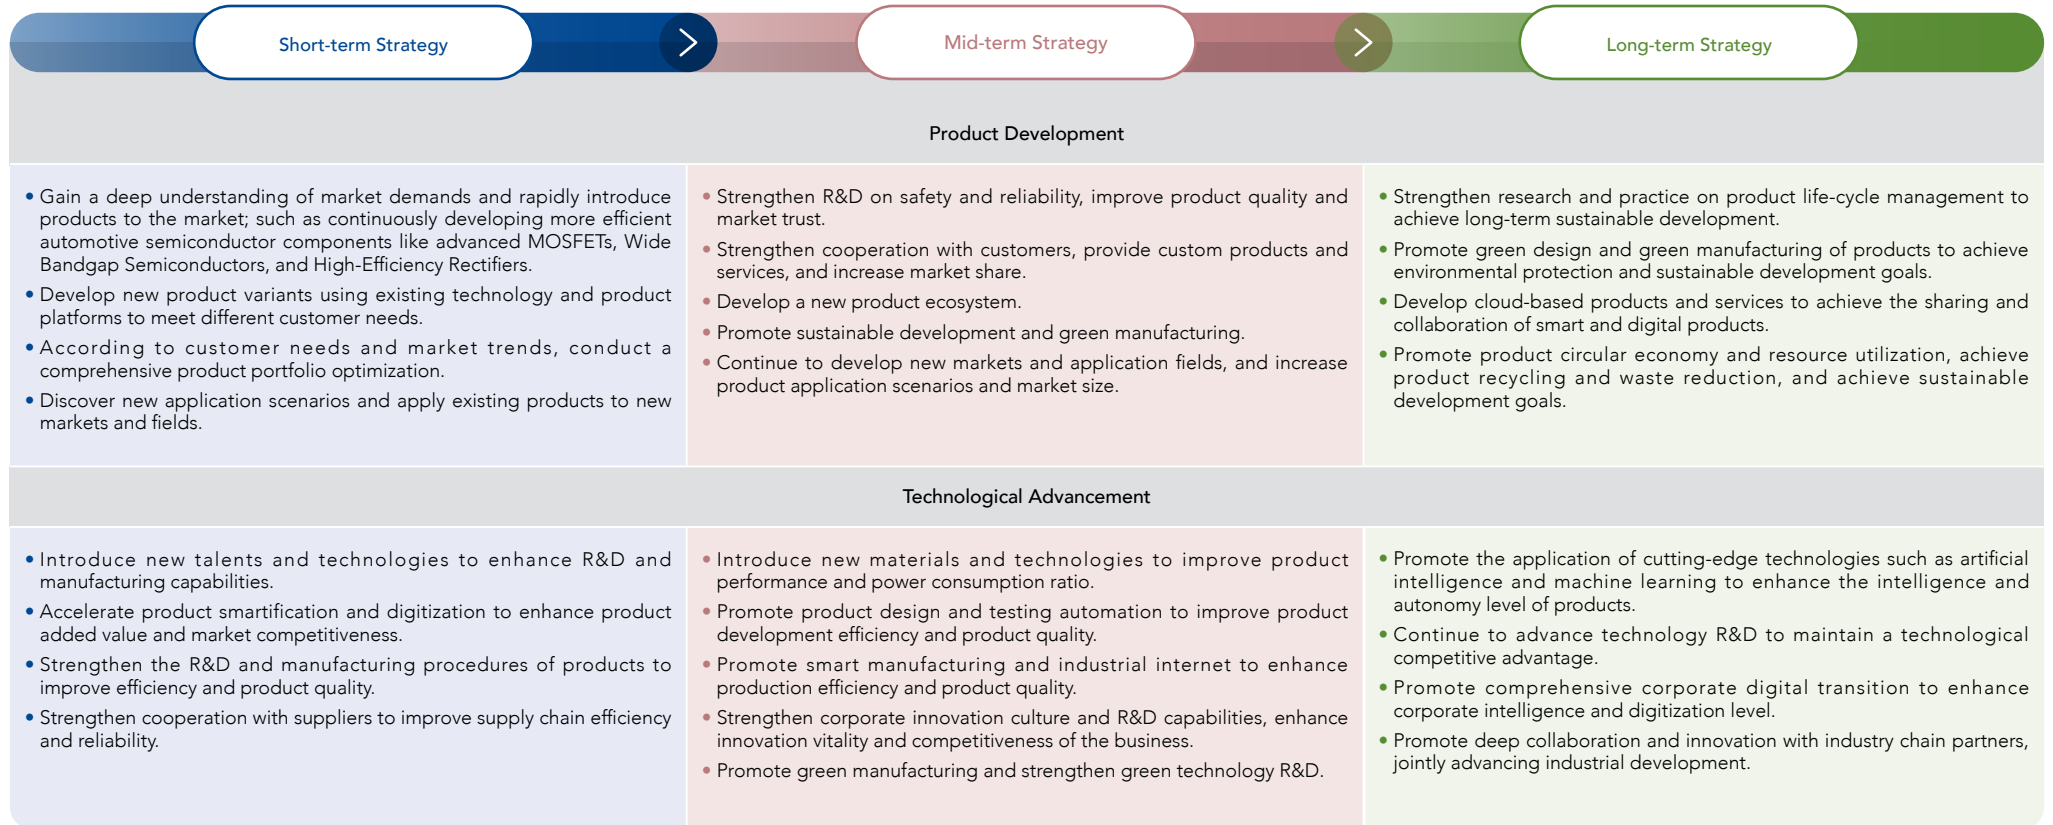 Short-term Strategy
Mid-term Strategy
Long-term Strategy
Product Development
• Gain a deep understanding of market demands and rapidly introduce
products to the market; such as continuously developing more efficient
automotive semiconductor components like advanced MOSFETs, Wide
Bandgap Semiconductors, and High-Efficiency Rectifiers.
• Develop new product variants using existing technology and product
platforms to meet different customer needs.
• According to customer needs and market trends, conduct a
comprehensive product portfolio optimization.
• Discover new application scenarios and apply existing products to new
markets and fields.
• Strengthen R&D on safety and reliability, improve product quality and
market trust.
• Strengthen cooperation with customers, provide custom products and
services, and increase market share.
• Develop a new product ecosystem.
• Promote sustainable development and green manufacturing.
• Continue to develop new markets and application fields, and increase
product application scenarios and market size.
• Strengthen research and practice on product life-cycle management to
achieve long-term sustainable development.
• Promote green design and green manufacturing of products to achieve
environmental protection and sustainable development goals.
• Develop cloud-based products and services to achieve the sharing and
collaboration of smart and digital products.
• Promote product circular economy and resource utilization, achieve
product recycling and waste reduction, and achieve sustainable
development goals.
Technological Advancement
• Introduce new talents and technologies to enhance R&D and
manufacturing capabilities.
• Accelerate product smartification and digitization to enhance product
added value and market competitiveness.
• Strengthen the R&D and manufacturing procedures of products to
improve efficiency and product quality.
• Strengthen cooperation with suppliers to improve supply chain efficiency
and reliability.
• Introduce new materials and technologies to improve product
performance and power consumption ratio.
• Promote product design and testing automation to improve product
development efficiency and product quality.
• Promote smart manufacturing and industrial internet to enhance
production efficiency and product quality.
• Strengthen corporate innovation culture and R&D capabilities, enhance
innovation vitality and competitiveness of the business.
• Promote green manufacturing and strengthen green technology R&D.
• Promote the application of cutting-edge technologies such as artificial
intelligence and machine learning to enhance the intelligence and
autonomy level of products.
• Continue to advance technology R&D to maintain a technological
competitive advantage.
• Promote comprehensive corporate digital transition to enhance
corporate intelligence and digitization level.
• Promote deep collaboration and innovation with industry chain partners,
jointly advancing industrial development.